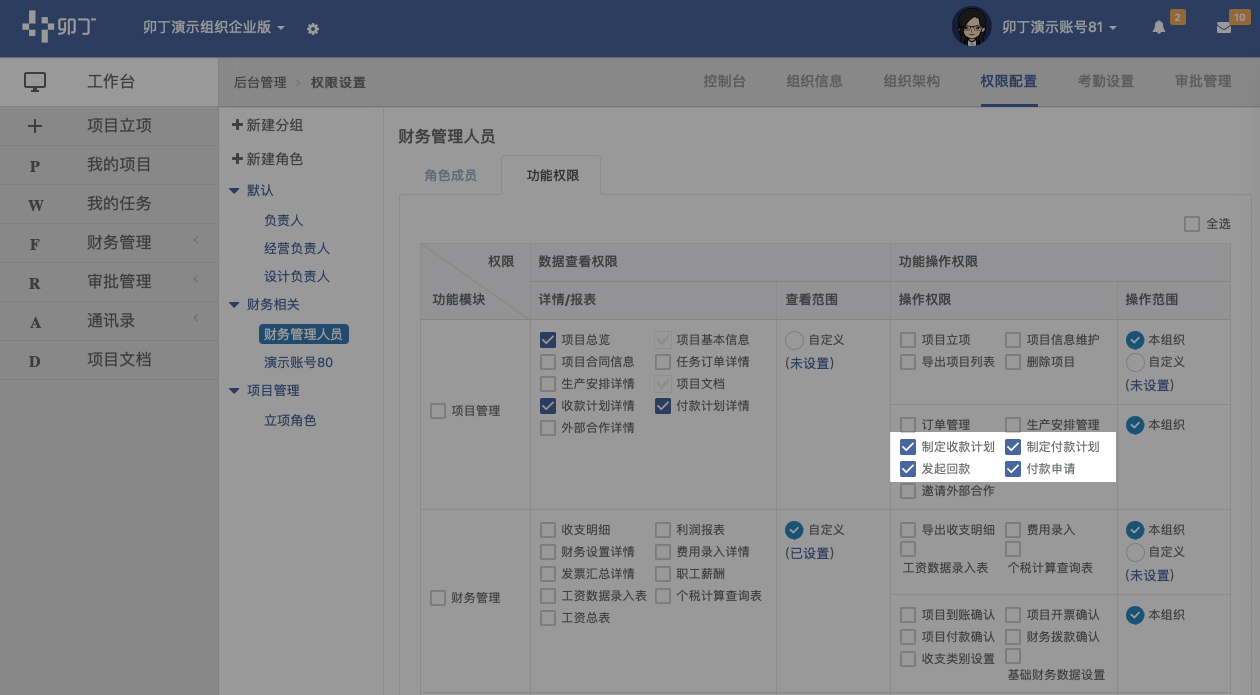 卯丁
卯丁演示组织企业版
卯丁演示账号81
2
10
工作台
项目立项
P 我的项目
W 我的任务
F 财务管理
R 审批管理
A 通讯录
D 项目文档
后台管理 > 权限设置
控制台 组织信息 组织架构 权限配置 考勤设置 审批管理
新建分组
新建角色
默认
负责人
经营负责人
设计负责人
财务相关
财务管理人员
演示账号80
项目管理
立项角色
财务管理人员
角色成员 功能权限
全选
权限 数据查看权限 功能操作权限
功能模块 详情/报表 查看范围 操作权限 操作范围
项目管理
项目总览 项目基本信息
项目合同信息 任务订单详情
生产安排详情 项目文档
收款计划详情 付款计划详情
外部合作详情
自定义
(未设置)
项目立项 项目信息维护
导出项目列表 删除项目
本组织
自定义
(未设置)
订单管理 生产安排管理
制定收款计划 制定付款计划
发起回款 付款申请
邀请外部合作
本组织
财务管理
收支明细 利润报表
财务设置详情 费用录入详情
发票汇总详情 职工薪酬
工资数据录入表 个税计算查询表
工资总表
自定义
(已设置)
导出收支明细 费用录入
工资数据录入表 个税计算查询表
本组织
自定义
(未设置)
项目到账确认 项目开票确认
项目付款确认 财务拨款确认
收支类别设置
基础财务数据设置
本组织